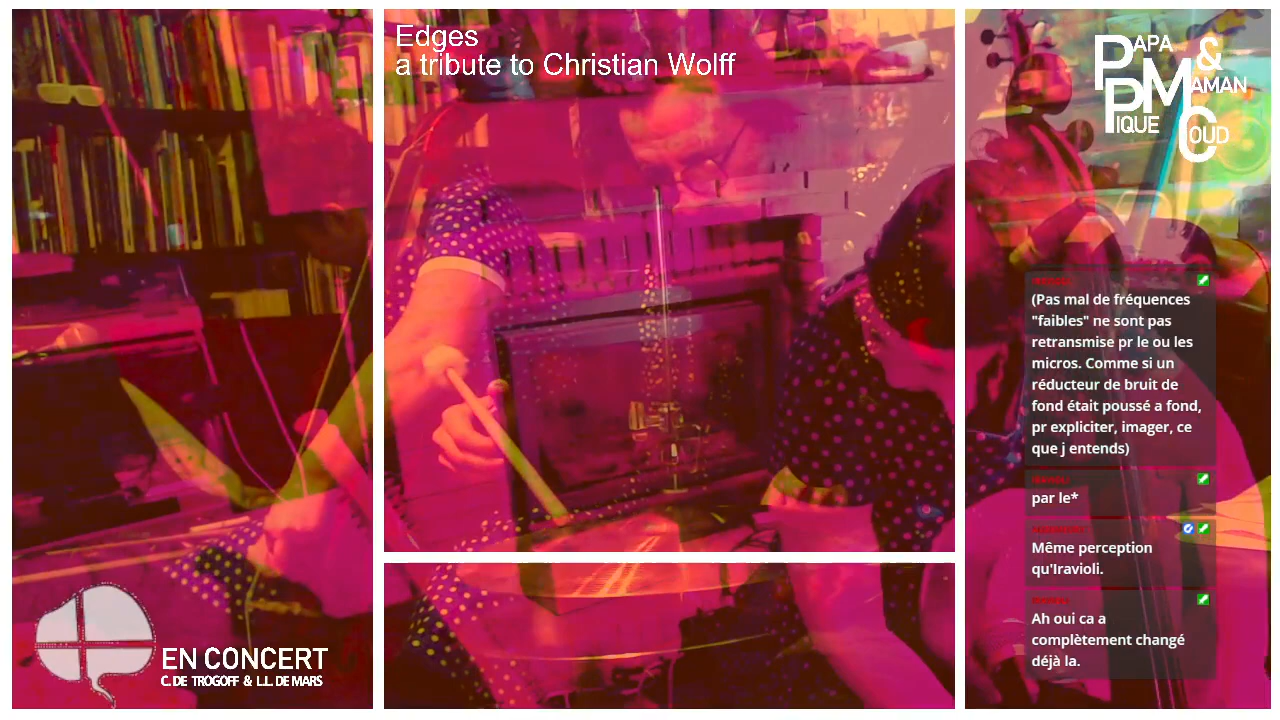 Edges
a tribute to Christian Wolff
PAPA
PIQUE
&
MAMAN
COUD
(Pas mal de fréquences
"faibles" ne sont pas
retransmise pr le ou les
micros. Comme si un
réducteur de bruit de
fond était poussé a fond,
pr expliciter, imager, ce
que j entends)
par le*
Même perception
qu'Iravioli.
Ah oui ca a
complètement changé
déjà la.
EN CONCERT
C. DE TROGOFF & L.L. DE MARS